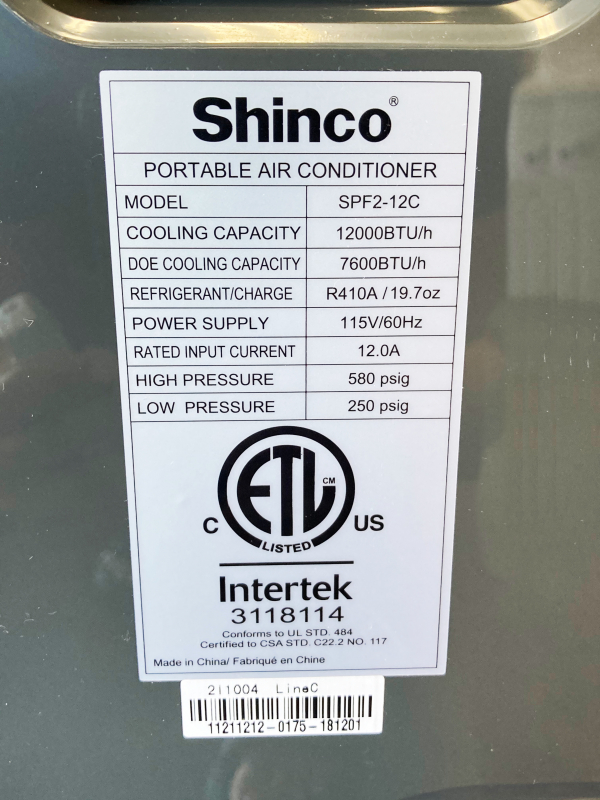 Shinco®
PORTABLE AIR CONDITIONER
MODEL SPF2-12C
COOLING CAPACITY 12000BTU/h
DOE COOLING CAPACITY 7600BTU/h
REFRIGERANT/CHARGE R410A / 19.7oz
POWER SUPPLY 115V/60Hz
RATED INPUT CURRENT 12.0A
HIGH PRESSURE 580 psig
LOW PRESSURE 250 psig
ETL CM
C US
LISTED
Intertek
3118114
Conforms to UL STD. 484
Certified to CSA STD. C22.2 NO. 117
Made in China/ Fabriqué en Chine
211004 LineC
11211212-0175-181201